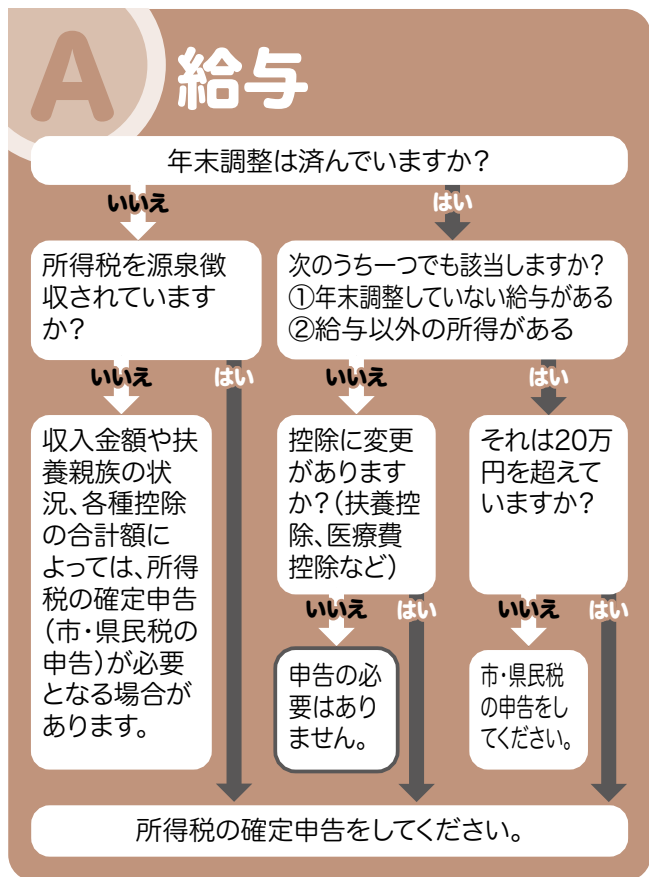 A 給与
年末調整は済んでいますか？
いいえ
はい
所得税を源泉徴
収されています
か？
次のうち一つでも該当しますか？
①年末調整していない給与がある
②給与以外の所得がある
いいえ
はい
いいえ
はい
収入金額や扶
養親族の状
況、各種控除
の合計額に
よっては、所得
税の確定申告
（市・県民税の
申告）が必要
となる場合が
あります。
控除に変更
があります
か？（扶養控
除、医療費
控除など）
それは20万
円を超えて
いますか？
いいえ
はい
いいえ
はい
申告の必
要はあり
ません。
市・県民税
の申告をし
てください。
所得税の確定申告をしてください。